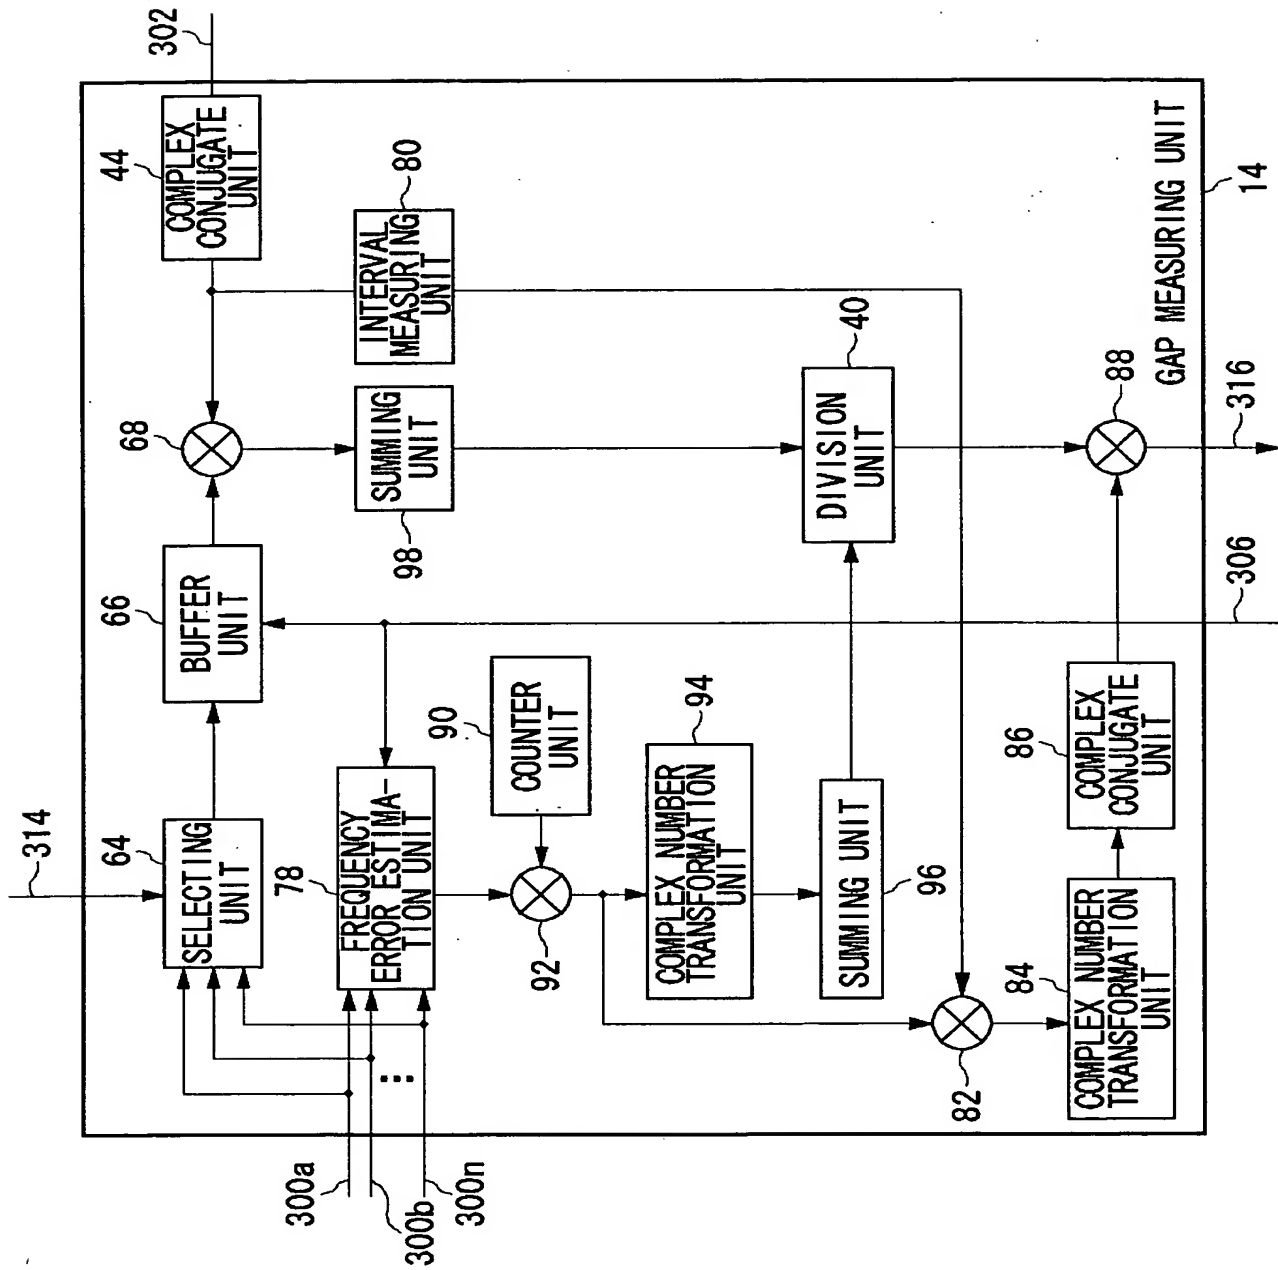 302
44
COMPLEX
CONJUGATE
UNIT
80
INTERVAL
MEASURING
UNIT
68
SUMMING
UNIT
98
40
DIVISION
UNIT
88
GAP MEASURING UNIT
14
316
306
66
BUFFER
UNIT
90
COUNTER
UNIT
94
COMPLEX NUMBER
TRANSFORMATION
UNIT
86
COMPLEX
CONJUGATE
UNIT
314
64
SELECTING
UNIT
78
FREQUENCY
ERROR ESTIMA-
TION UNIT
92
SUMMING UNIT
96
82
84
COMPLEX NUMBER
TRANSFORMATION
UNIT
300a
300b
300n